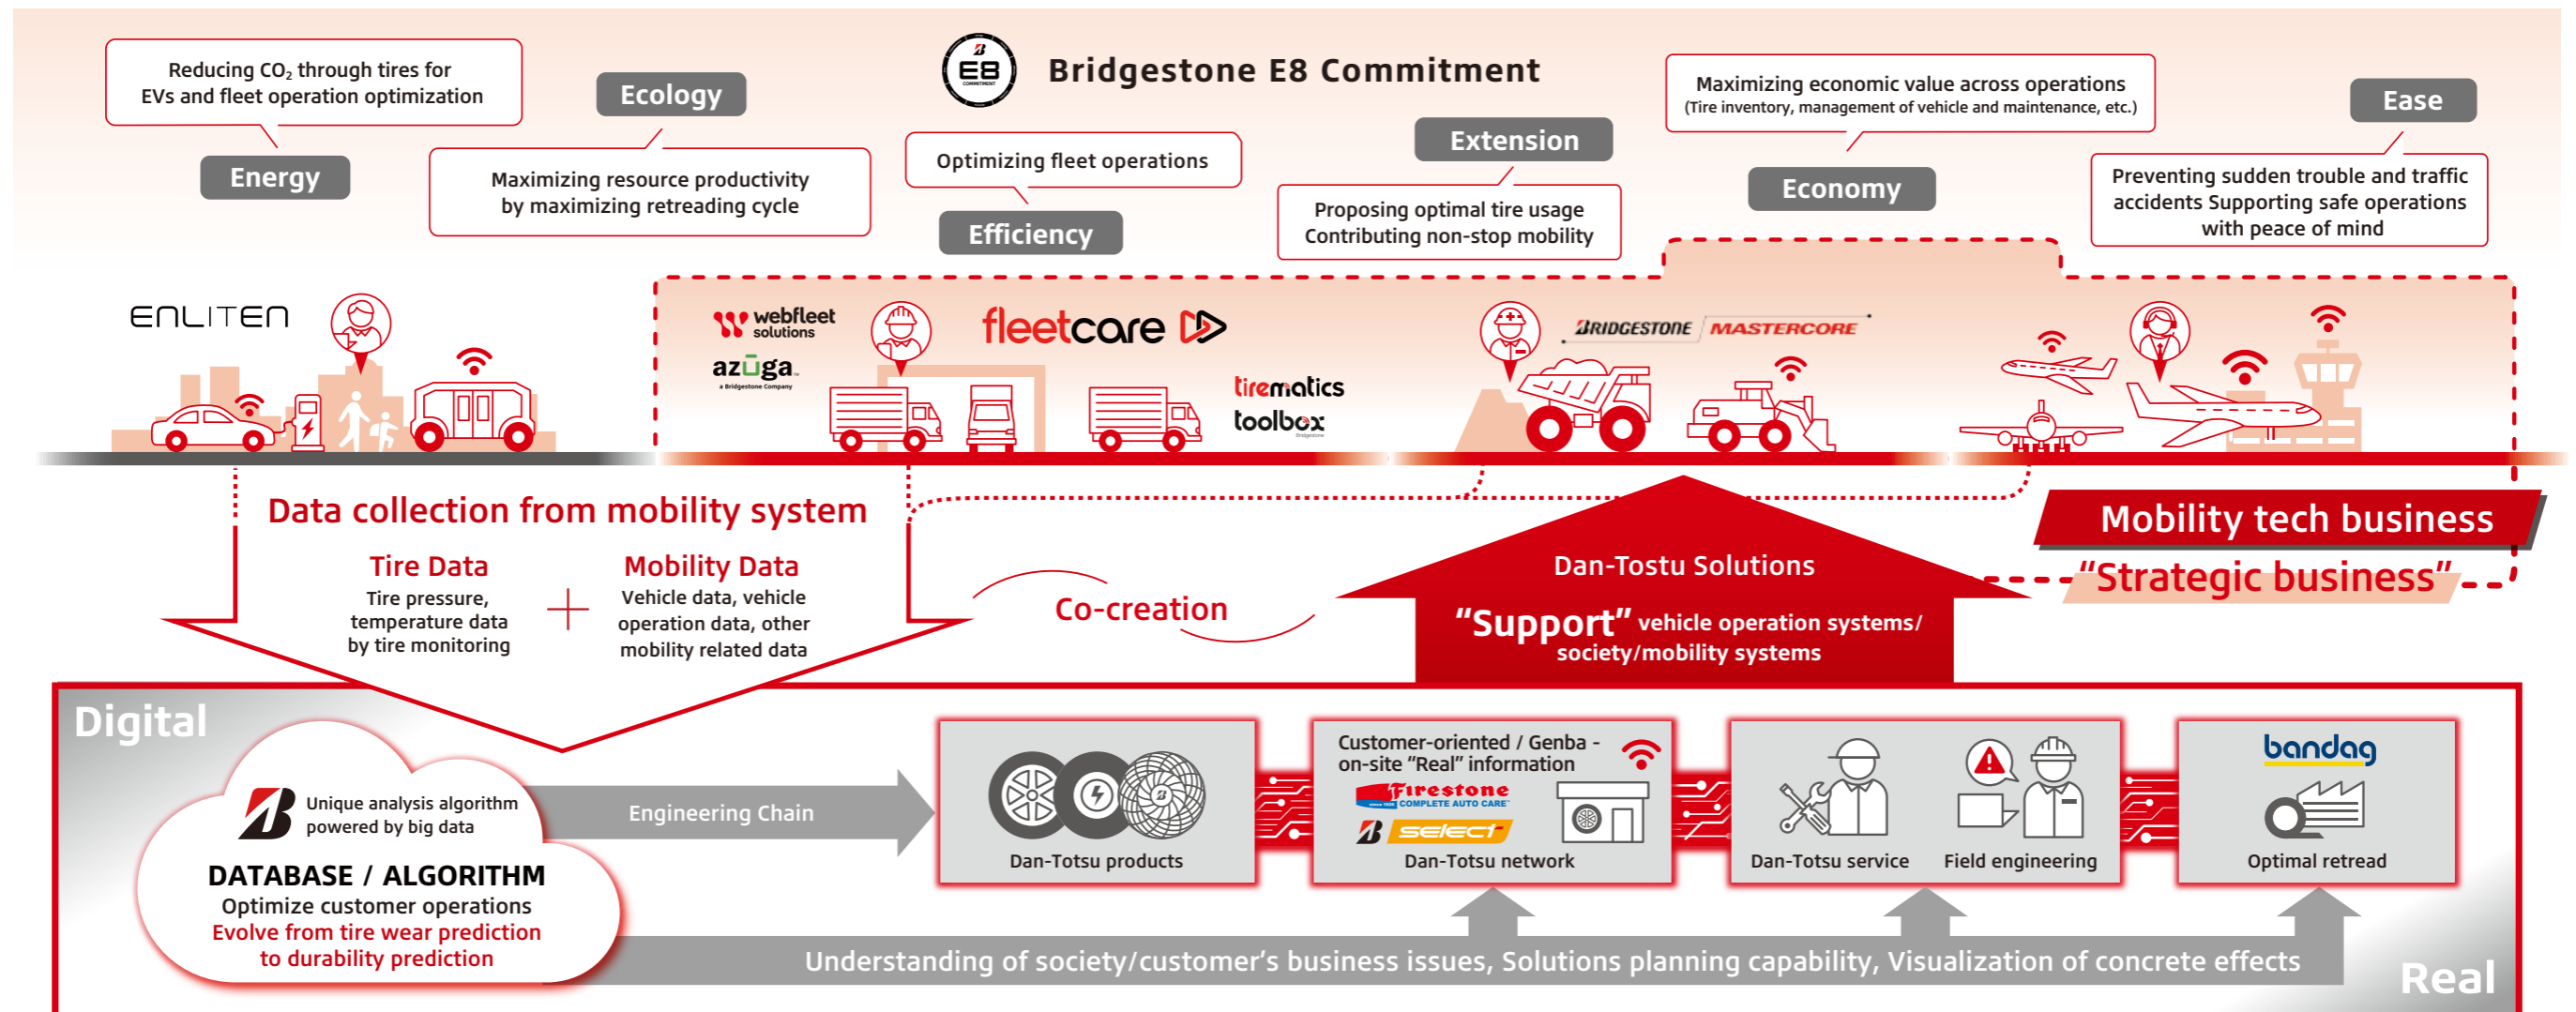 E8
COMMITMENT
Bridgestone E8 Commitment
Reducing CO₂ through tires for
EVs and fleet operation optimization
Energy
Ecology
Maximizing resource productivity
by maximizing retreading cycle
Optimizing fleet operations
Efficiency
Extension
Proposing optimal tire usage
Contributing non-stop mobility
Maximizing economic value across operations
(Tire inventory, management of vehicle and maintenance, etc.)
Economy
Ease
Preventing sudden trouble and traffic
accidents Supporting safe operations
with peace of mind
ENLITEN
webfleet
solutions
azuga
a Bridgestone Company
fleetcare
tirematics
toolbox
Bridgestone
BRIDGESTONE MASTERCORE
Data collection from mobility system
Tire Data
Tire pressure,
temperature data
by tire monitoring
+
Mobility Data
Vehicle data, vehicle
operation data, other
mobility related data
Co-creation
Dan-Tostu Solutions
“Support” vehicle operation systems/
society/mobility systems
Mobility tech business
“Strategic business”
Digital
B Unique analysis algorithm
powered by big data
DATABASE / ALGORITHM
Optimize customer operations
Evolve from tire wear prediction
to durability prediction
Engineering Chain
Dan-Totsu products
Customer-oriented / Genba -
on-site “Real” information
Firestone
since 1926 COMPLETE AUTO CARE™
B select
Dan-Totsu network
Dan-Totsu service
Field engineering
bandag
Optimal retread
Understanding of society/customer’s business issues, Solutions planning capability, Visualization of concrete effects
Real